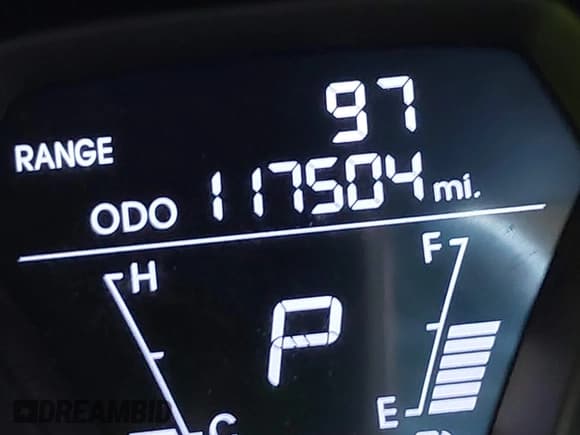 RANGE 97
ODO 117504 mi.
H F
P
C E
DREAMBID